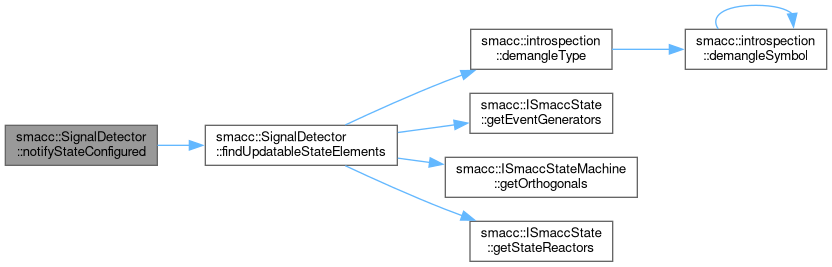 smacc::SignalDetector
::notifyStateConfigured
smacc::SignalDetector
::findUpdatableStateElements
smacc::introspection
::demangleType
smacc::introspection
::demangleSymbol
smacc::ISmaccState
::getEventGenerators
smacc::ISmaccStateMachine
::getOrthogonals
smacc::ISmaccState
::getStateReactors